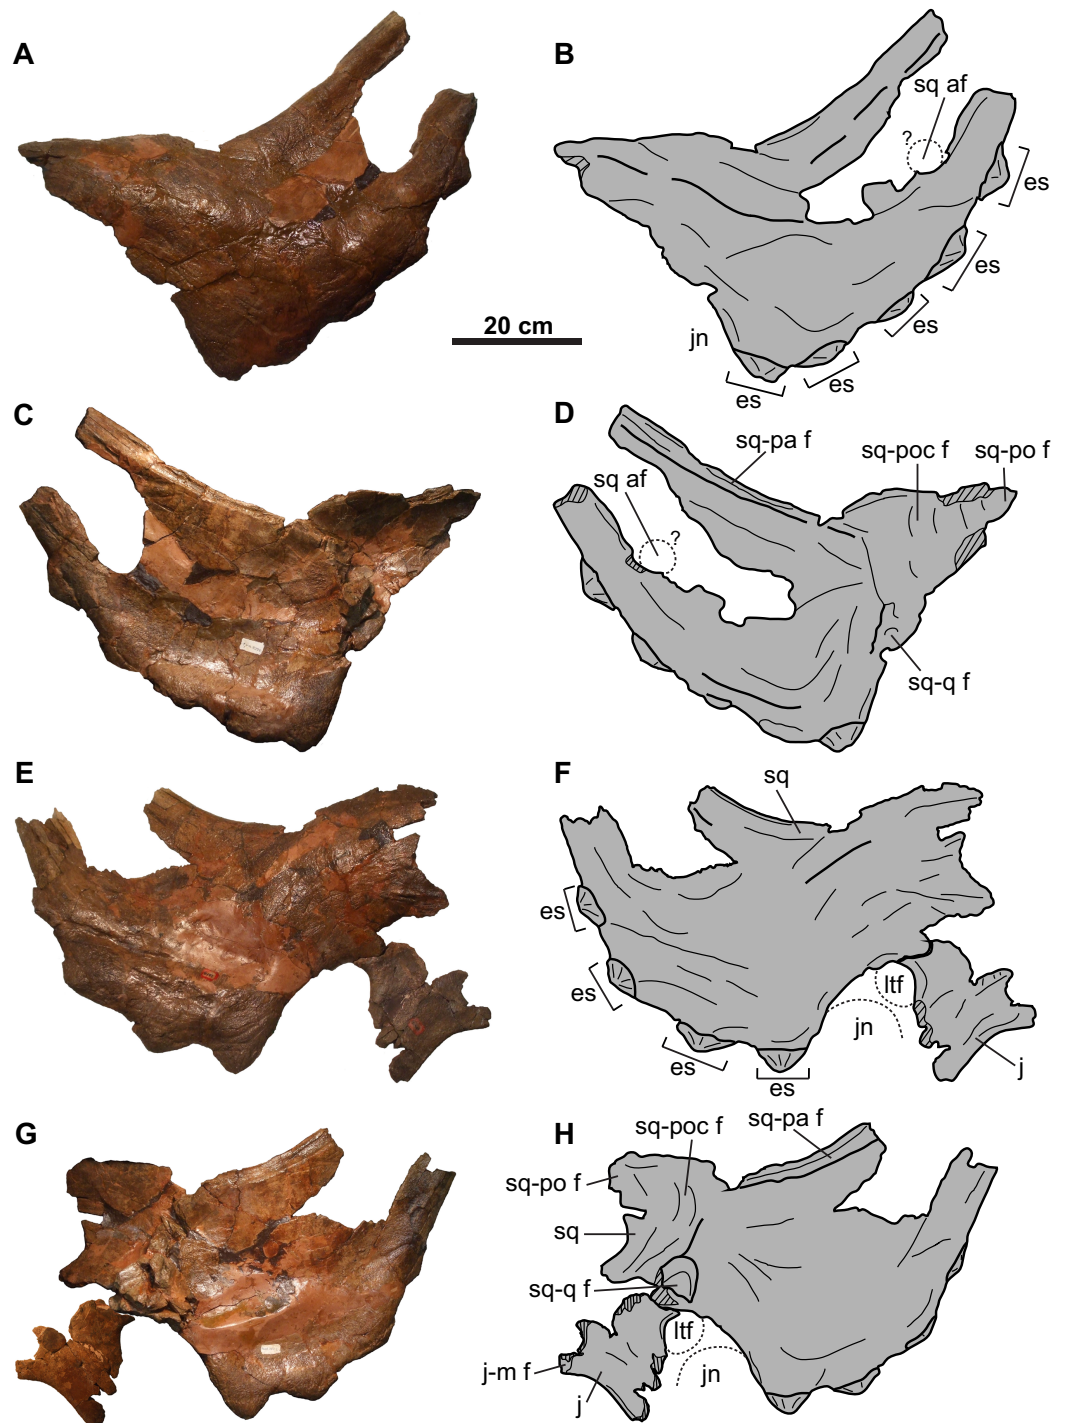 A
B
sq af
?
es
es
es
es
es
jn
20 cm
C
D
sq-pa f
sq-poc f
sq-po f
sq af
?
sq-q f
E
F
sq
es
es
es
es
ltf
jn
j
G
H
sq-poc f
sq-pa f
sq-po f
sq
sq-q f
ltf
j-m f
j
jn